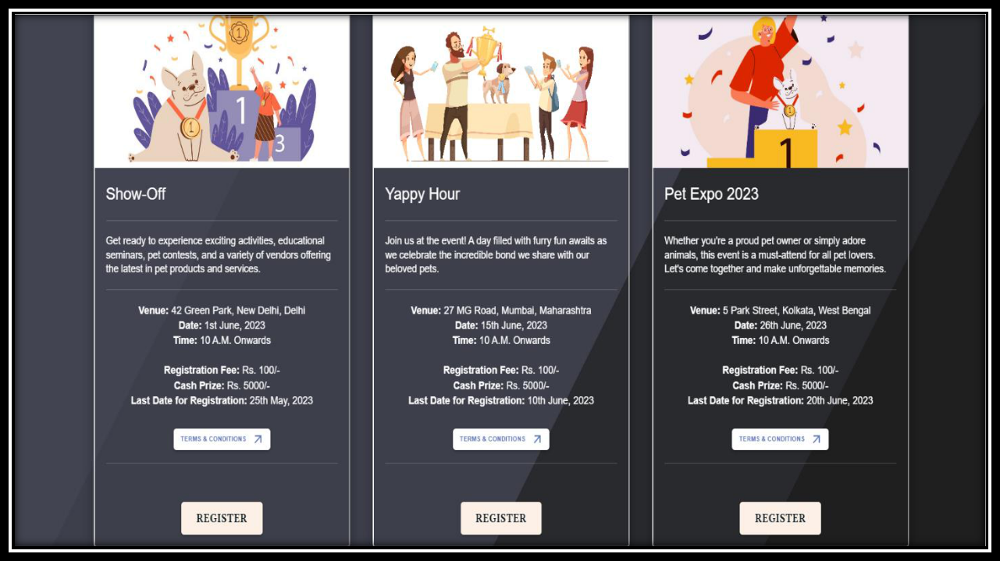 1
1
3
1
Show-Off
Get ready to experience exciting activities, educational
seminars, pet contests, and a variety of vendors offering
the latest in pet products and services.
Venue: 42 Green Park, New Delhi, Delhi
Date: 1st June, 2023
Time: 10 A.M. Onwards
Registration Fee: Rs. 100/-
Cash Prize: Rs. 5000/-
Last Date for Registration: 25th May, 2023
TERMS & CONDITIONS
REGISTER
Yappy Hour
Join us at the event! A day filled with furry fun awaits as
we celebrate the incredible bond we share with our
beloved pets.
Venue: 27 MG Road, Mumbai, Maharashtra
Date: 15th June, 2023
Time: 10 A.M. Onwards
Registration Fee: Rs. 100/-
Cash Prize: Rs. 5000/-
Last Date for Registration: 10th June, 2023
TERMS & CONDITIONS
REGISTER
1
Pet Expo 2023
Whether you're a proud pet owner or simply adore
animals, this event is a must-attend for all pet lovers.
Let's come together and make unforgettable memories.
Venue: 5 Park Street, Kolkata, West Bengal
Date: 26th June, 2023
Time: 10 A.M. Onwards
Registration Fee: Rs. 100/-
Cash Prize: Rs. 5000/-
Last Date for Registration: 20th June, 2023
TERMS & CONDITIONS
REGISTER